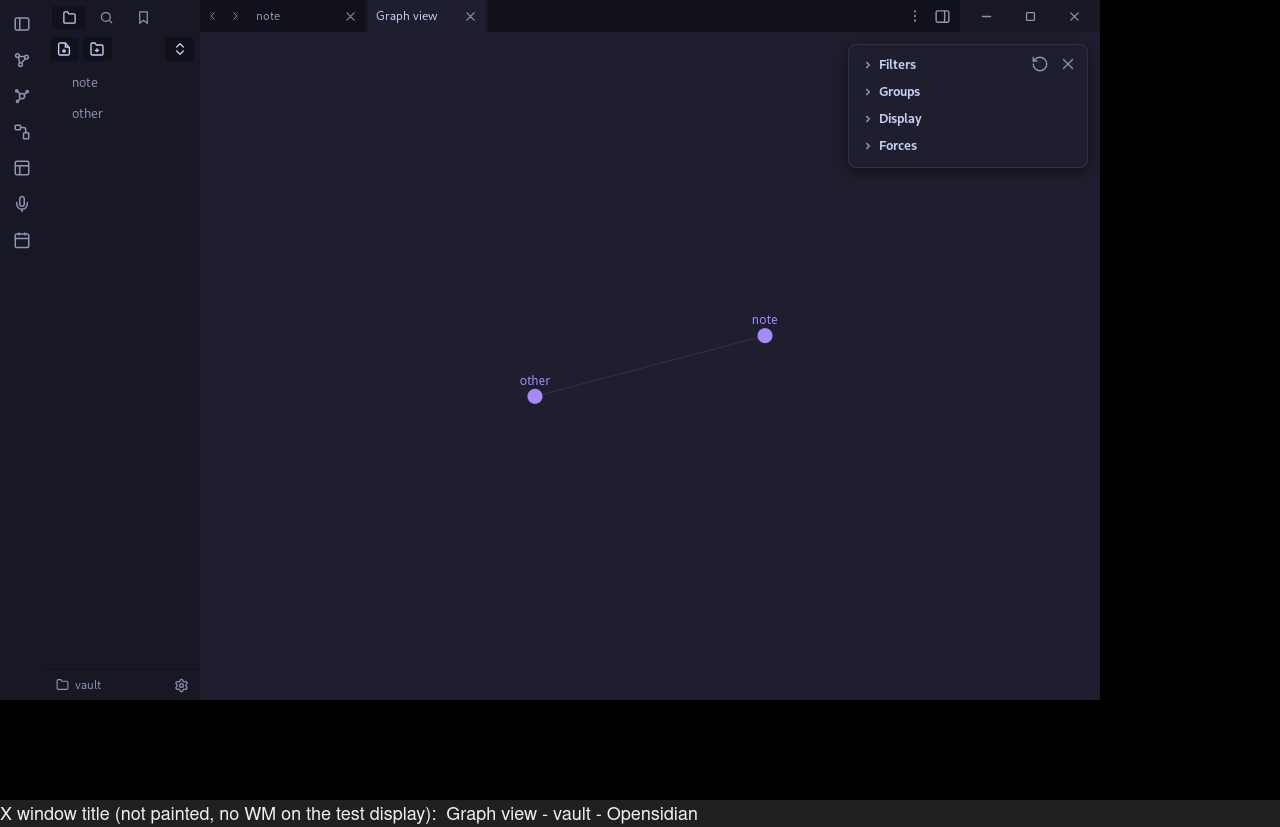 note
Graph view
note
other
Filters
Groups
Display
Forces
note
other
vault
X window title (not painted, no WM on the test display):  Graph view - vault - Opensidian